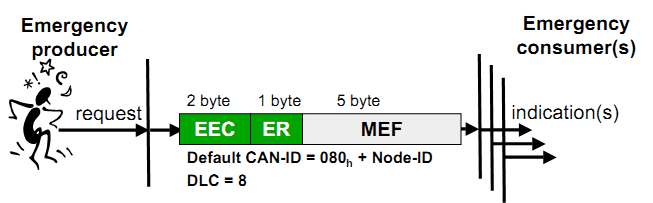 Emergency
producer
Emergency
consumer(s)
request
2 byte 1 byte 5 byte
EEC ER MEF
indication(s)
Default CAN-ID = 080h + Node-ID
DLC = 8